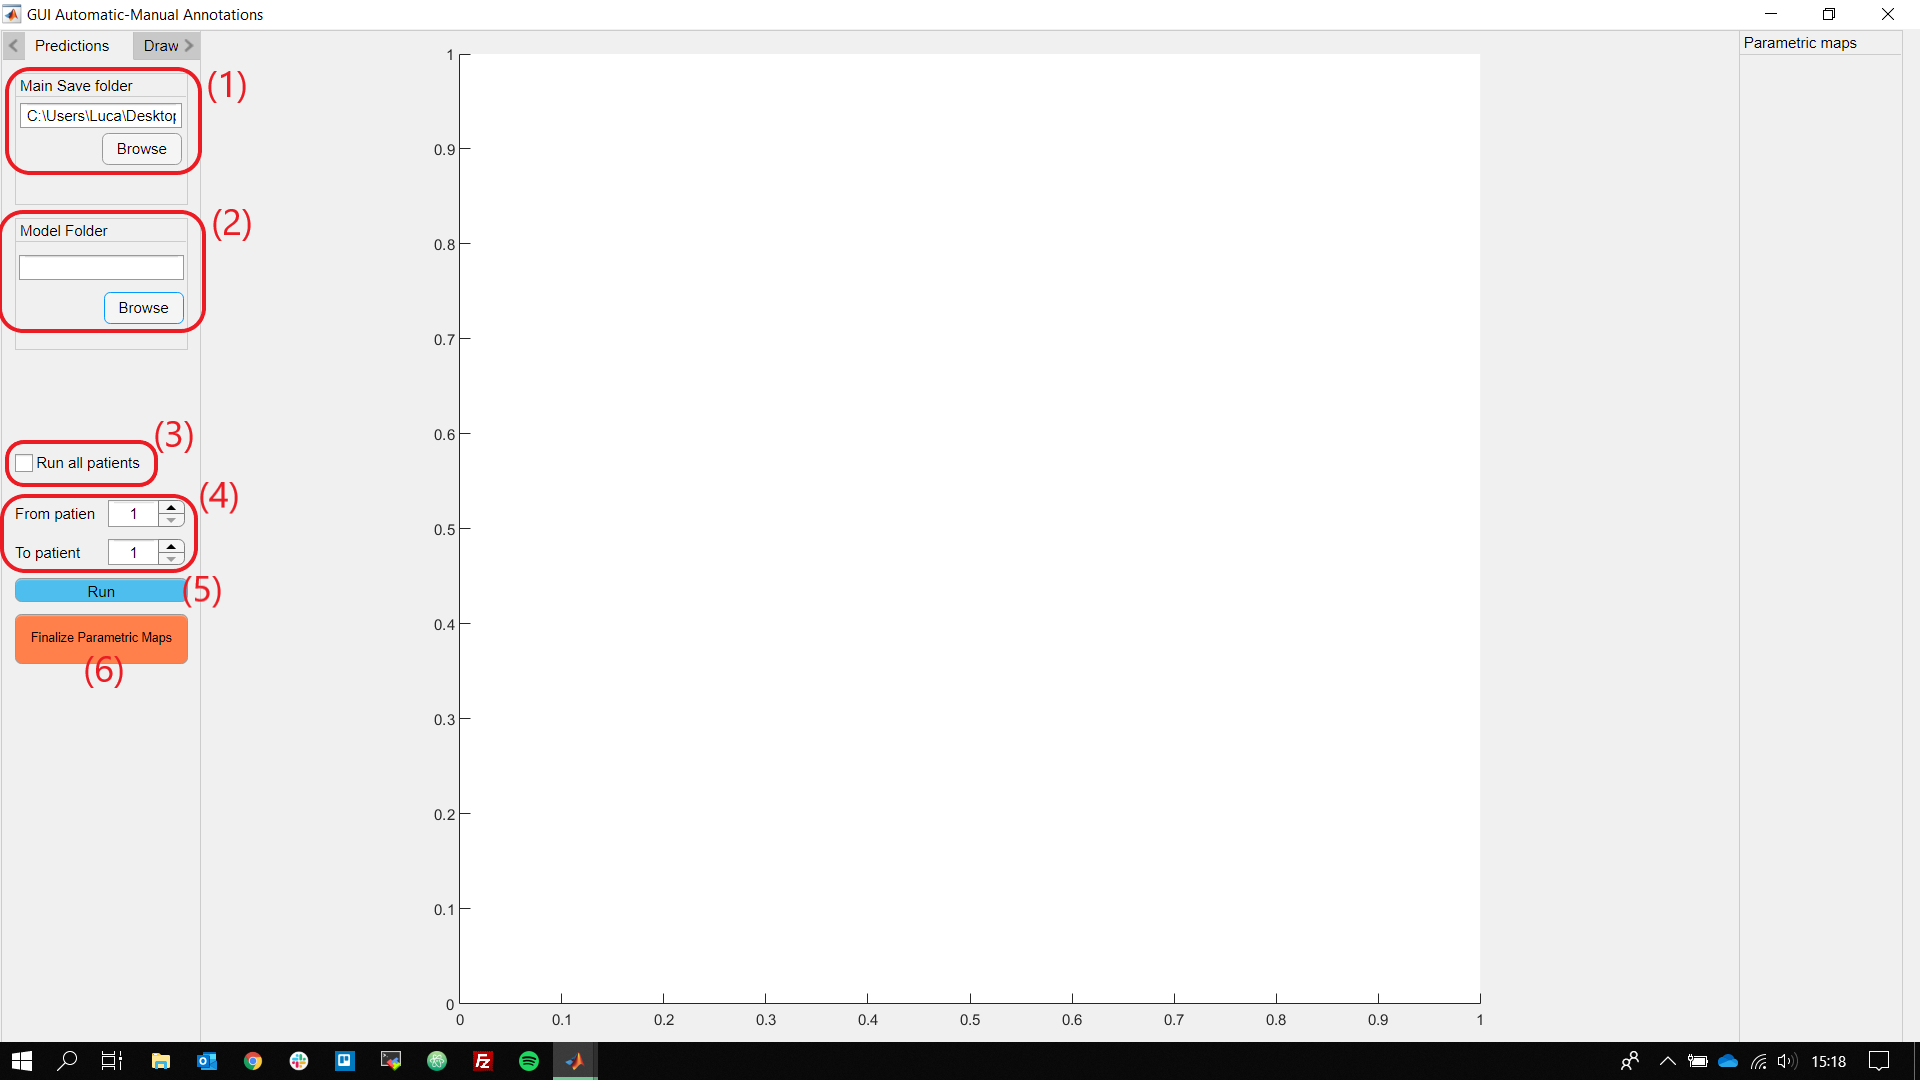 GUI Automatic-Manual Annotations
Predictions
Draw
Parametric maps
Main Save folder
(1)
C:\Users\Luca\Desktop
Browse
Model Folder
(2)
Browse
(3)
Run all patients
(4)
From patien
1
To patient
1
Run
(5)
Finalize Parametric Maps
(6)
1
0.9
0.8
0.7
0.6
0.5
0.4
0.3
0.2
0.1
0
0 0.1 0.2 0.3 0.4 0.5 0.6 0.7 0.8 0.9 1
15:18